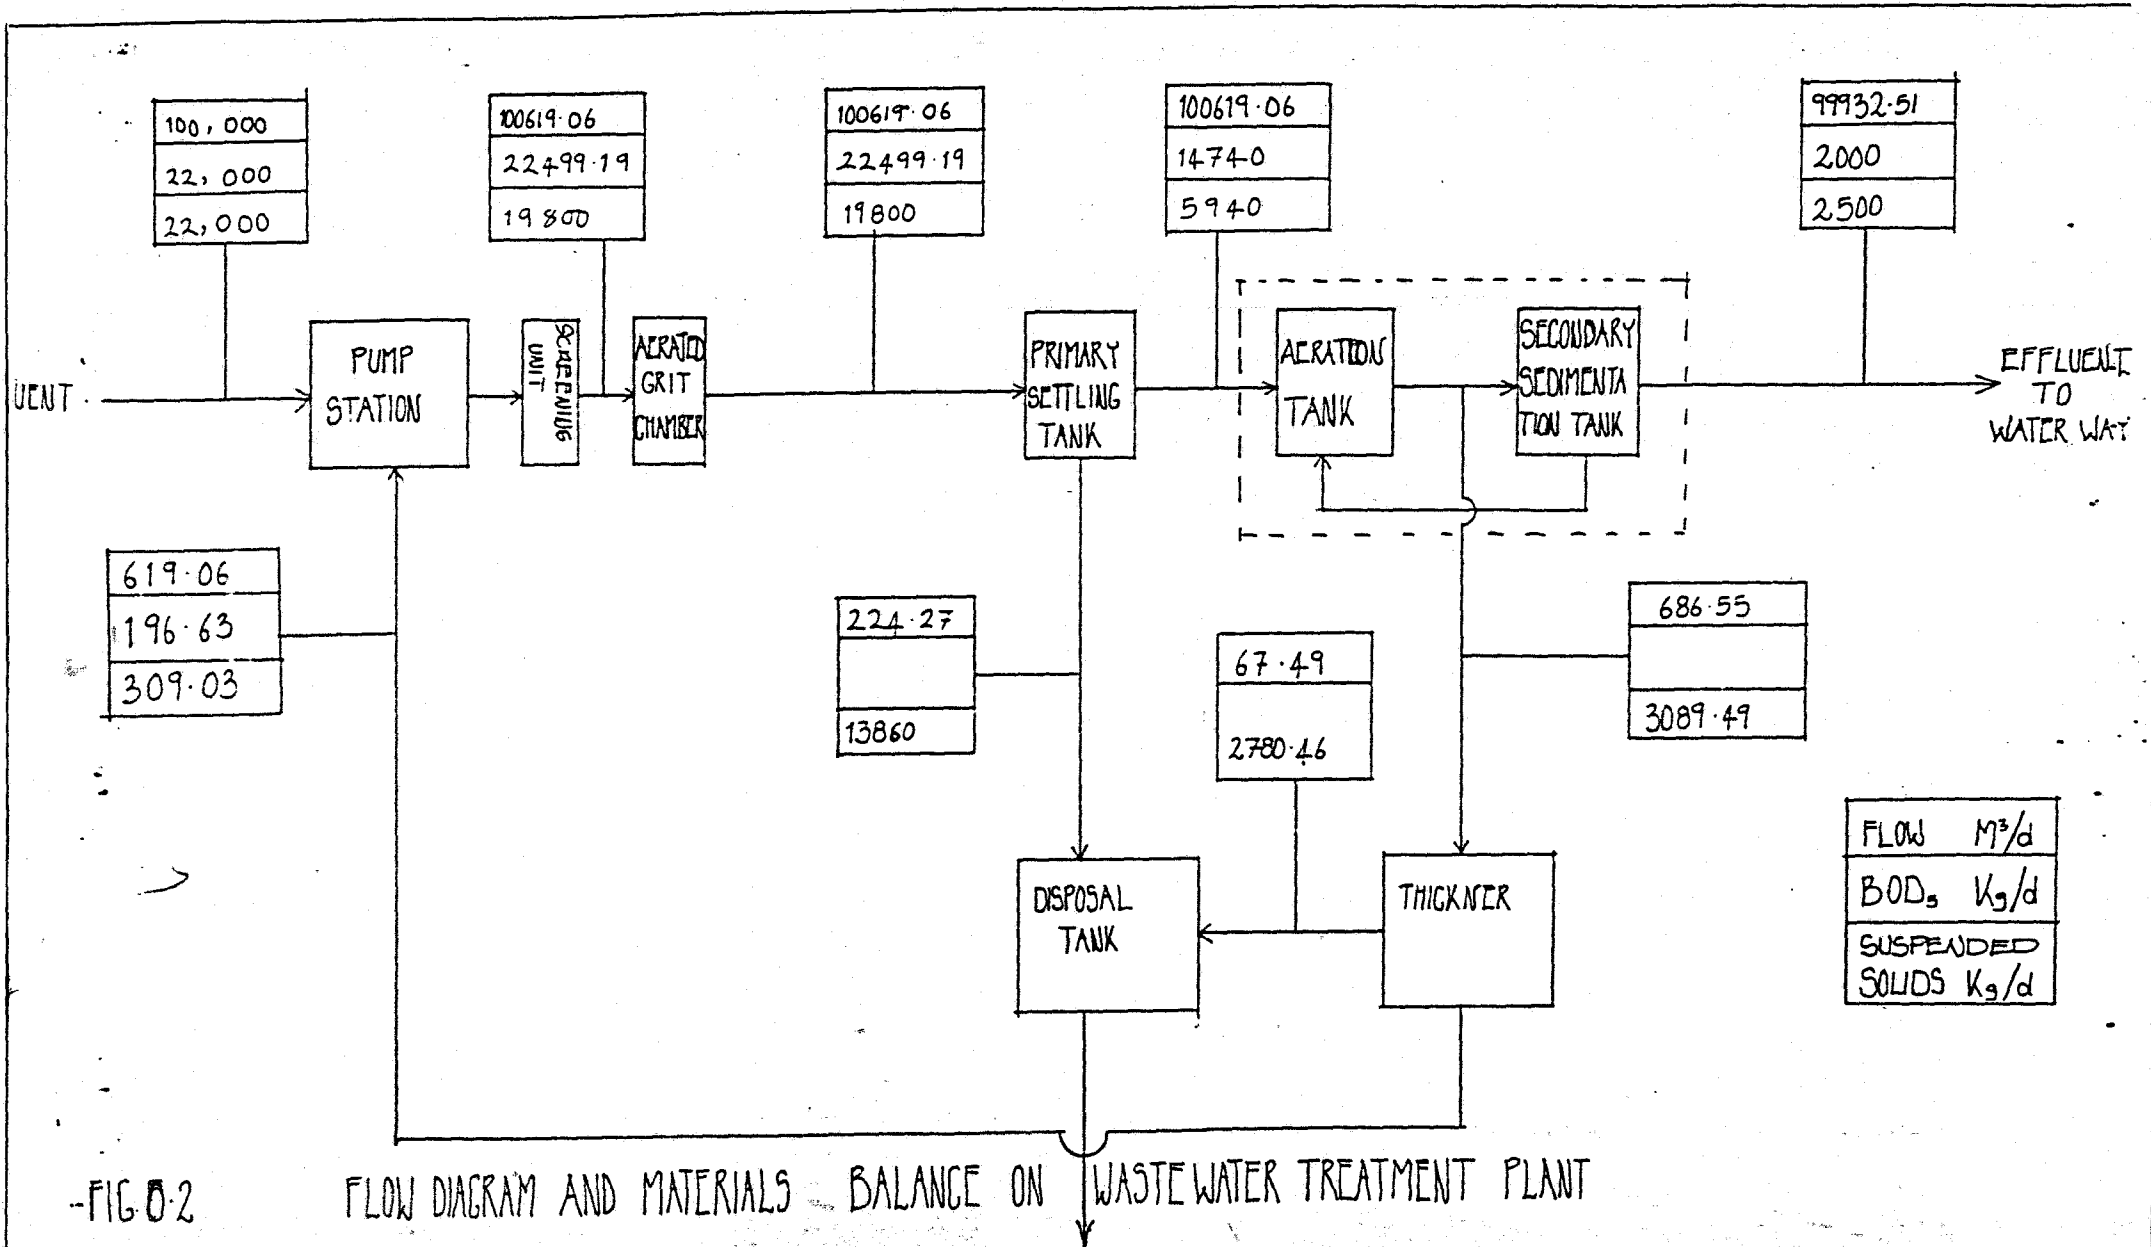 100,000
22,000
22,000
100619.06
22499.19
19800
100619.06
22499.19
19800
100619.06
14740
5940
99932.51
2000
2500
UENT
PUMP
STATION
SCREENING
UNIT
AERATED
GRIT
CHAMBER
PRIMARY
SETTLING
TANK
AERATION
TANK
SECONDARY
SEDIMENTA
TION TANK
EFFLUENT
TO
WATER WAY
619.06
196.63
309.03
224.27
13860
67.49
2780.46
686.55
3089.49
DISPOSAL
TANK
THICKNER
FLOW M³/d
BOD₅ Kg/d
SUSPENDED
SOLIDS Kg/d
FIG 8.2 FLOW DIAGRAM AND MATERIALS BALANCE ON WASTEWATER TREATMENT PLANT